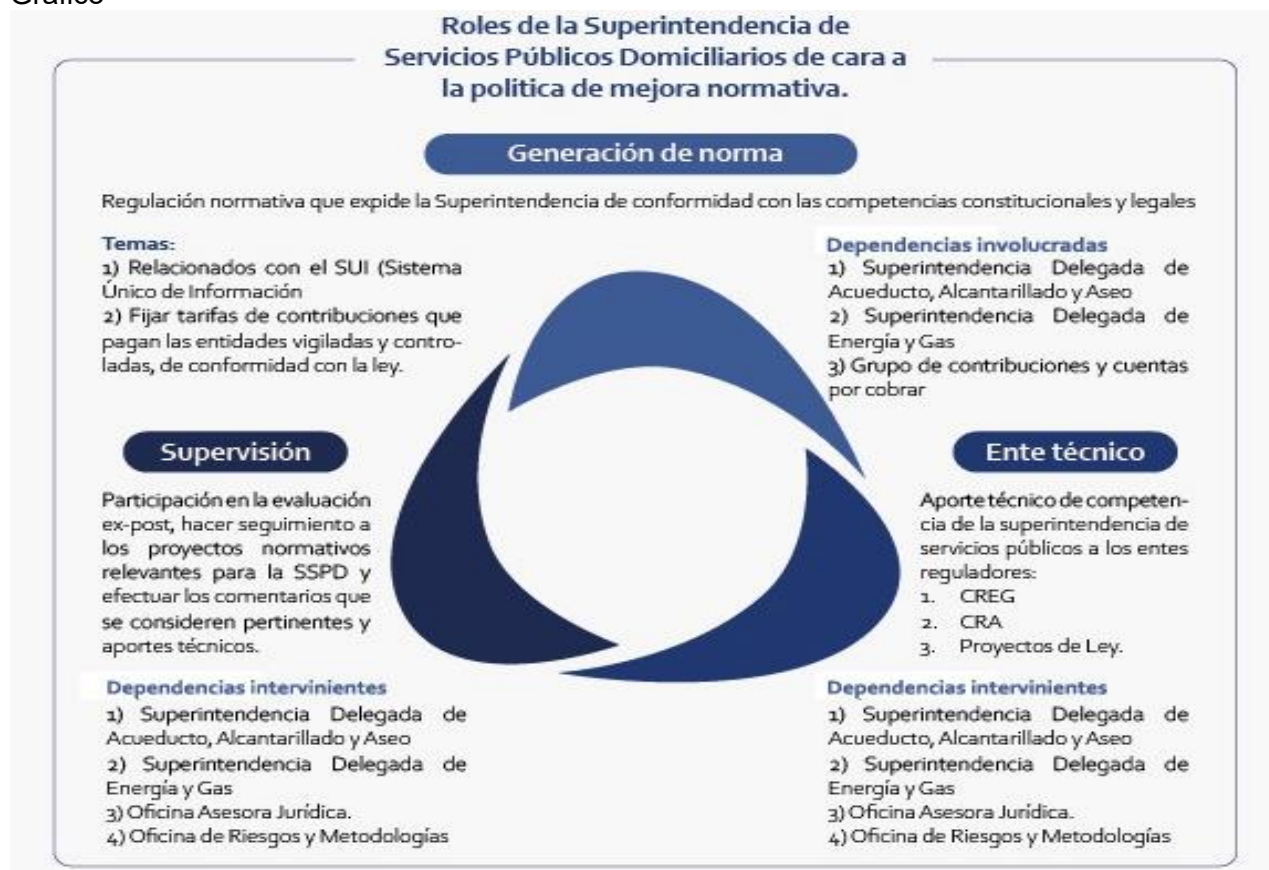 Gráfico
Roles de la Superintendencia de
Servicios Públicos Domiciliarios de cara a
la política de mejora normativa.
Generación de norma
Regulación normativa que expide la Superintendencia de conformidad con las competencias constitucionales y legales
Temas:
1) Relacionados con el SUI (Sistema
Único de Información
2) Fijar tarifas de contribuciones que
pagan las entidades vigiladas y contro-
ladas, de conformidad con la ley.
Dependencias involucradas
1) Superintendencia Delegada de
Acueducto, Alcantarillado y Aseo
2) Superintendencia Delegada de
Energía y Gas
3) Grupo de contribuciones y cuentas
por cobrar
Supervisión
Participación en la evaluación
ex-post, hacer seguimiento a
los proyectos normativos
relevantes para la SSPD y
efectuar los comentarios que
se consideren pertinentes y
aportes técnicos.
Dependencias intervinientes
1) Superintendencia Delegada de
Acueducto, Alcantarillado y Aseo
2) Superintendencia Delegada de
Energía y Gas
3) Oficina Asesora Jurídica.
4) Oficina de Riesgos y Metodologías
Ente técnico
Aporte técnico de competen-
cia de la superintendencia de
servicios públicos a los entes
reguladores:
1. CREG
2. CRA
3. Proyectos de Ley.
Dependencias intervinientes
1) Superintendencia Delegada de
Acueducto, Alcantarillado y Aseo
2) Superintendencia Delegada de
Energía y Gas
3) Oficina Asesora Jurídica.
4) Oficina de Riesgos y Metodologías